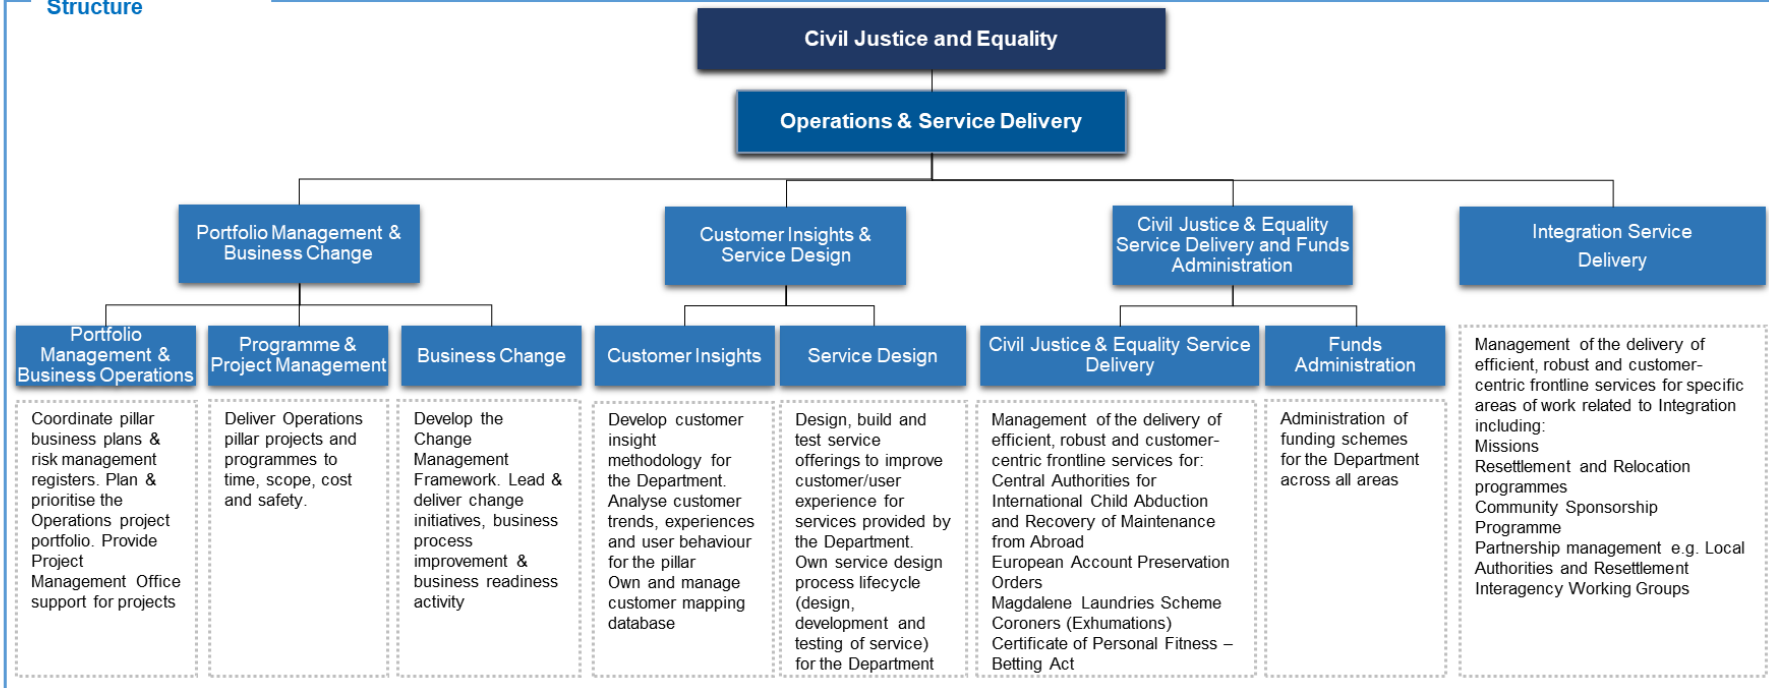 Structure
Civil Justice and Equality
Operations & Service Delivery
Portfolio Management &
Business Change
Customer Insights &
Service Design
Civil Justice & Equality
Service Delivery and Funds
Administration
Integration Service
Delivery
Portfolio
Management &
Business Operations
Programme &
Project Management
Business Change
Customer Insights
Service Design
Civil Justice & Equality Service
Delivery
Funds
Administration
Coordinate pillar
business plans &
risk management
registers. Plan &
prioritise the
Operations project
portfolio. Provide
Project
Management Office
support for projects
Deliver Operations
pillar projects and
programmes to
time, scope, cost
and safety.
Develop the
Change
Management
Framework. Lead &
deliver change
initiatives, business
process
improvement &
business readiness
activity
Develop customer
insight
methodology for
the Department.
Analyse customer
trends, experiences
and user behaviour
for the pillar
Own and manage
customer mapping
database
Design, build and
test service
offerings to improve
customer/user
experience for
services provided by
the Department.
Own service design
process lifecycle
(design,
development and
testing of service)
for the Department
Management of the delivery of
efficient, robust and customer-
centric frontline services for:
Central Authorities for
International Child Abduction
and Recovery of Maintenance
from Abroad
European Account Preservation
Orders
Magdalene Laundries Scheme
Coroners (Exhumations)
Certificate of Personal Fitness –
Betting Act
Administration of
funding schemes
for the Department
across all areas
Management of the delivery of
efficient, robust and customer-
centric frontline services for specific
areas of work related to Integration
including:
Missions
Resettlement and Relocation
programmes
Community Sponsorship
Programme
Partnership management e.g. Local
Authorities and Resettlement
Interagency Working Groups